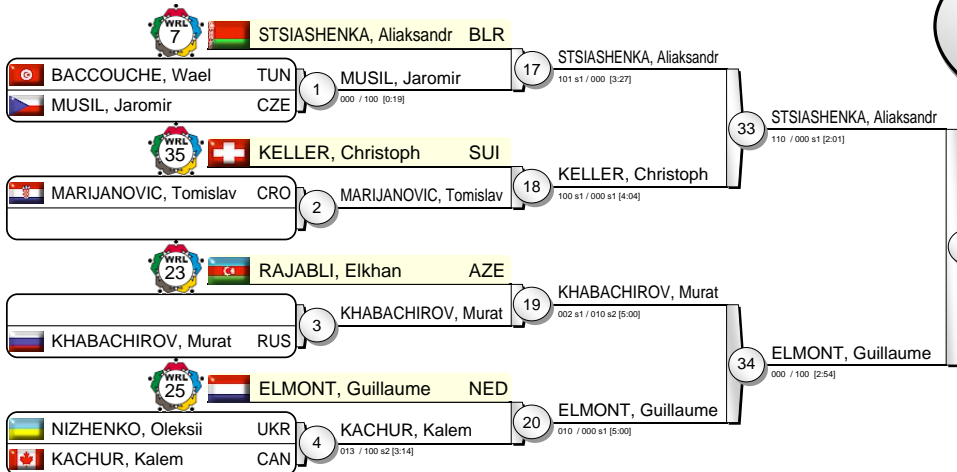 WRL
7
STSIASHENKA, Aliaksandr BLR
BACCOUCHE, Wael TUN
MUSIL, Jaromir CZE
1
MUSIL, Jaromir
000 / 100 [0:19]
17
STSIASHENKA, Aliaksandr
101 s1 / 000 [3:27]
WRL
35
KELLER, Christoph SUI
MARIJANOVIC, Tomislav CRO
2
MARIJANOVIC, Tomislav
18
KELLER, Christoph
100 s1 / 000 s1 [4:04]
33
STSIASHENKA, Aliaksandr
110 / 000 s1 [2:01]
WRL
23
RAJABLI, Elkhan AZE
KHABACHIROV, Murat RUS
3
KHABACHIROV, Murat
19
KHABACHIROV, Murat
002 s1 / 010 s2 [5:00]
WRL
25
ELMONT, Guillaume NED
NIZHENKO, Oleksii UKR
KACHUR, Kalem CAN
4
KACHUR, Kalem
013 / 100 s2 [3:14]
20
ELMONT, Guillaume
010 / 000 s1 [5:00]
34
ELMONT, Guillaume
000 / 100 [2:54]